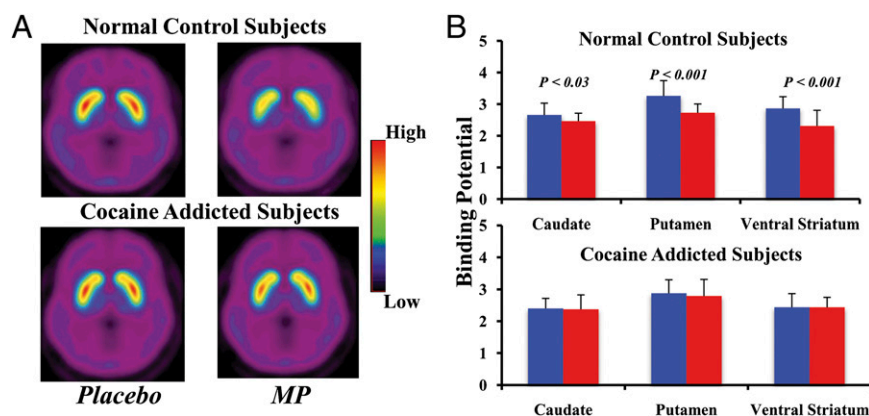 A
Normal Control Subjects
High
Cocaine Addicted Subjects
Low
Placebo
MP
B
5
4
3
2
1
0
Normal Control Subjects
P < 0.03
P < 0.001
P < 0.001
Caudate
Putamen
Ventral Striatum
Binding Potential
5
4
3
2
1
0
Cocaine Addicted Subjects
Caudate
Putamen
Ventral Striatum